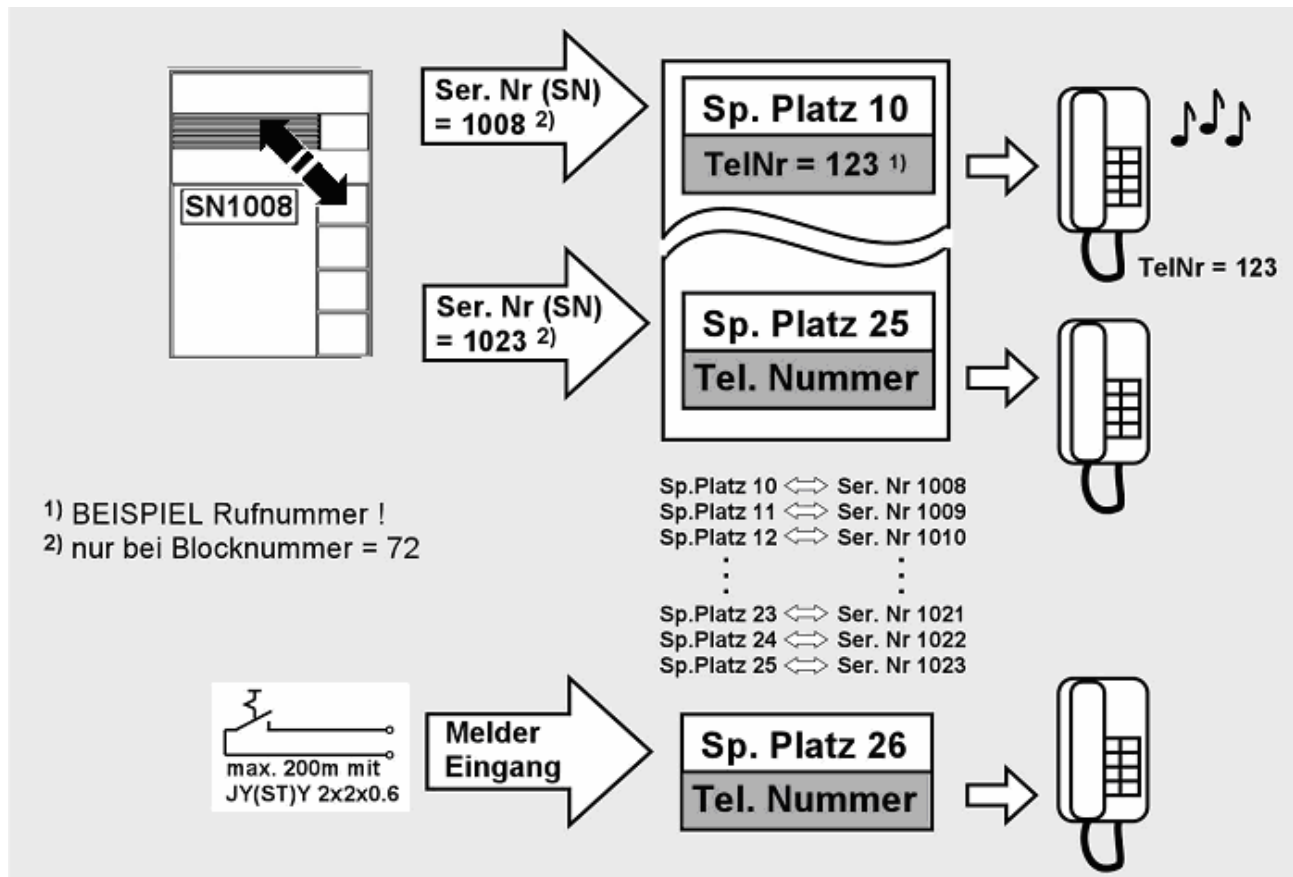 SN1008
Ser. Nr (SN)
= 1008 2)
Sp. Platz 10
TelNr = 123 1)
TelNr = 123
Ser. Nr (SN)
= 1023 2)
Sp. Platz 25
Tel. Nummer
1) BEISPIEL Rufnummer !
2) nur bei Blocknummer = 72
Sp.Platz 10 ⇔ Ser. Nr 1008
Sp.Platz 11 ⇔ Ser. Nr 1009
Sp.Platz 12 ⇔ Ser. Nr 1010
Sp.Platz 23 ⇔ Ser. Nr 1021
Sp.Platz 24 ⇔ Ser. Nr 1022
Sp.Platz 25 ⇔ Ser. Nr 1023
max. 200m mit
JY(ST)Y 2x2x0.6
Melder
Eingang
Sp. Platz 26
Tel. Nummer